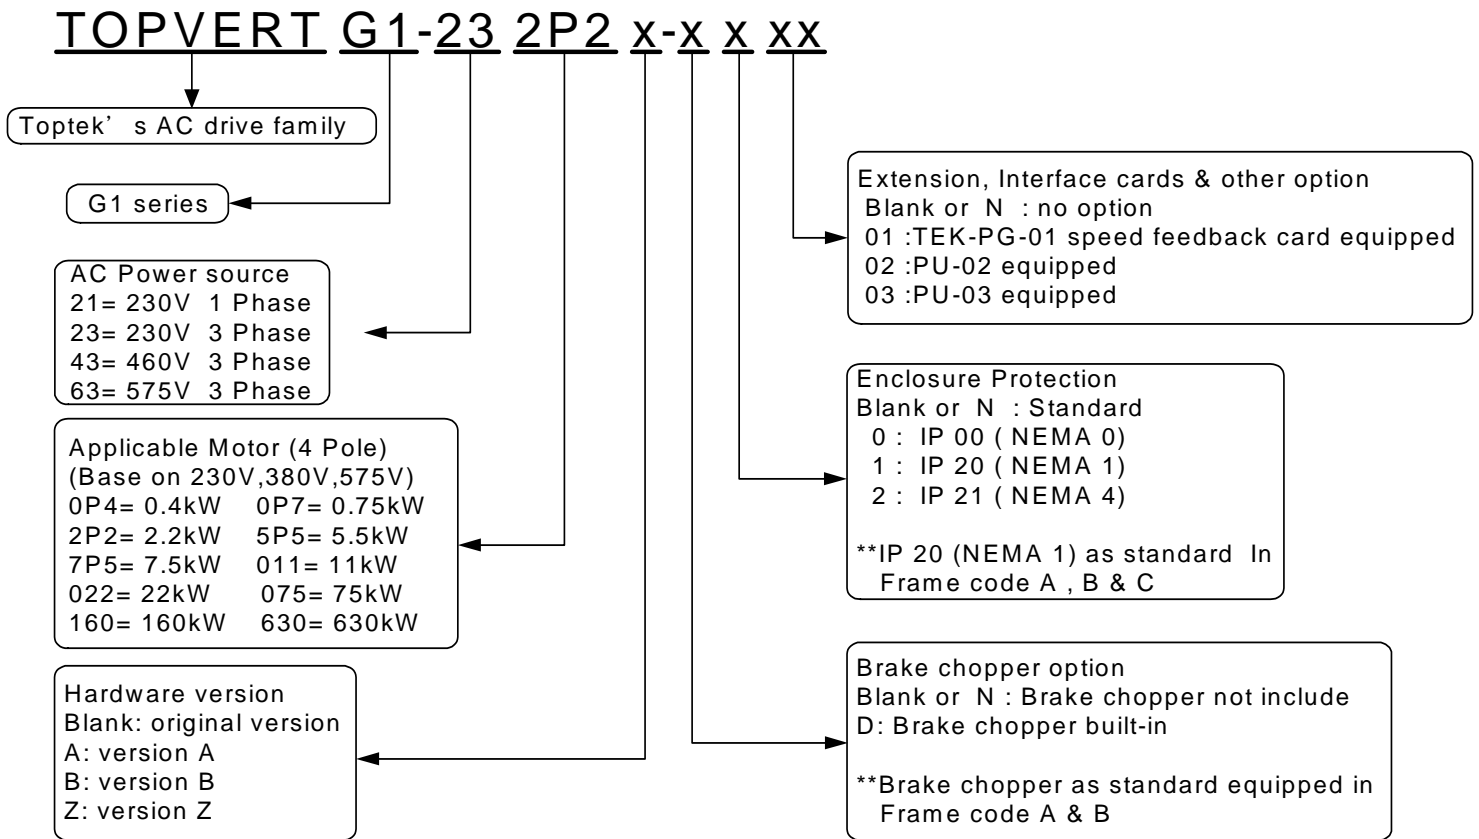 TOPVERT G1-23 2P2 x-x x xx
Toptek’ s AC drive family
G1 series
AC Power source
21= 230V 1 Phase
23= 230V 3 Phase
43= 460V 3 Phase
63= 575V 3 Phase
Applicable Motor (4 Pole)
(Base on 230V,380V,575V)
0P4= 0.4kW 0P7= 0.75kW
2P2= 2.2kW 5P5= 5.5kW
7P5= 7.5kW 011= 11kW
022= 22kW 075= 75kW
160= 160kW 630= 630kW
Hardware version
Blank: original version
A: version A
B: version B
Z: version Z
Extension, Interface cards & other option
Blank or N : no option
01 :TEK-PG-01 speed feedback card equipped
02 :PU-02 equipped
03 :PU-03 equipped
Enclosure Protection
Blank or N : Standard
0 : IP 00 ( NEMA 0)
1 : IP 20 ( NEMA 1)
2 : IP 21 ( NEMA 4)
**IP 20 (NEMA 1) as standard In
Frame code A , B & C
Brake chopper option
Blank or N : Brake chopper not include
D: Brake chopper built-in
**Brake chopper as standard equipped in
Frame code A & B